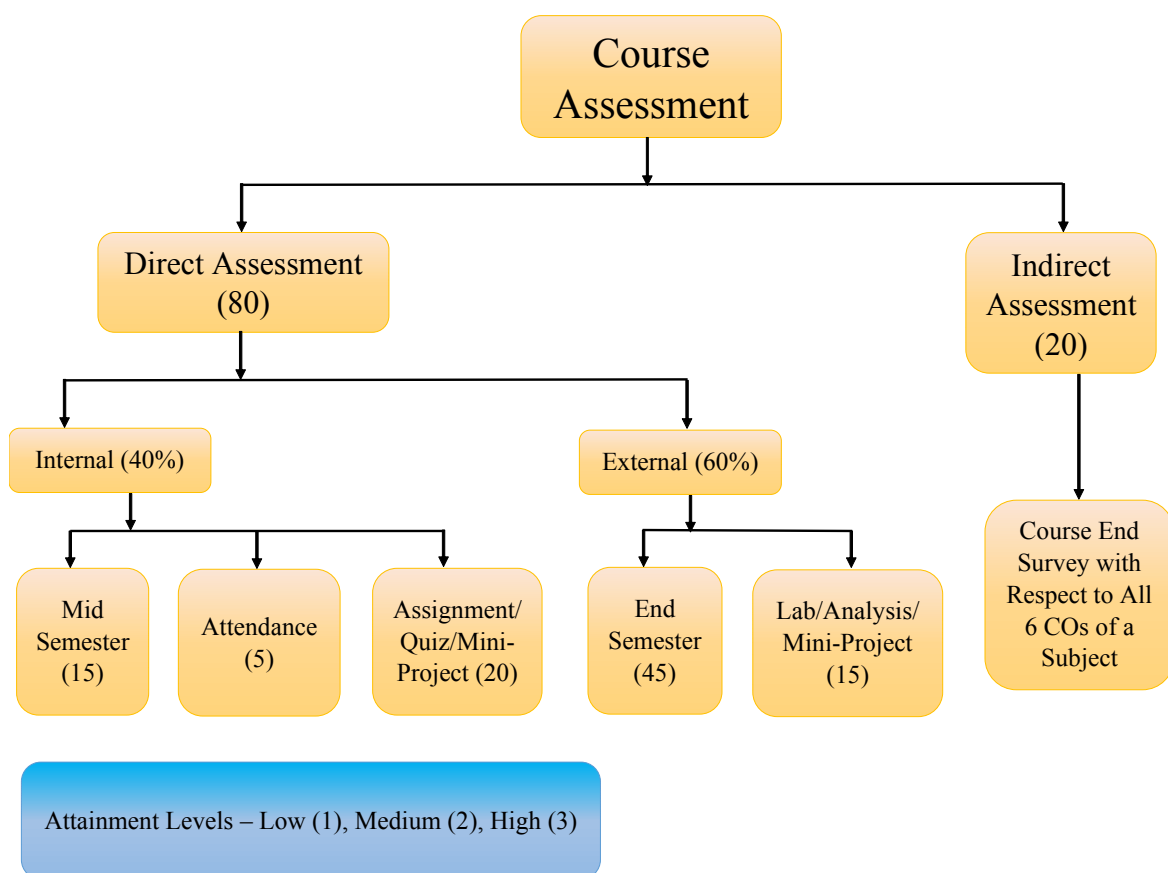 Course
Assessment
Direct Assessment
(80)
Indirect
Assessment
(20)
Internal (40%)
External (60%)
Mid
Semester
(15)
Attendance
(5)
Assignment/
Quiz/Mini-
Project (20)
End
Semester
(45)
Lab/Analysis/
Mini-Project
(15)
Course End
Survey with
Respect to All
6 COs of a
Subject
Attainment Levels – Low (1), Medium (2), High (3)